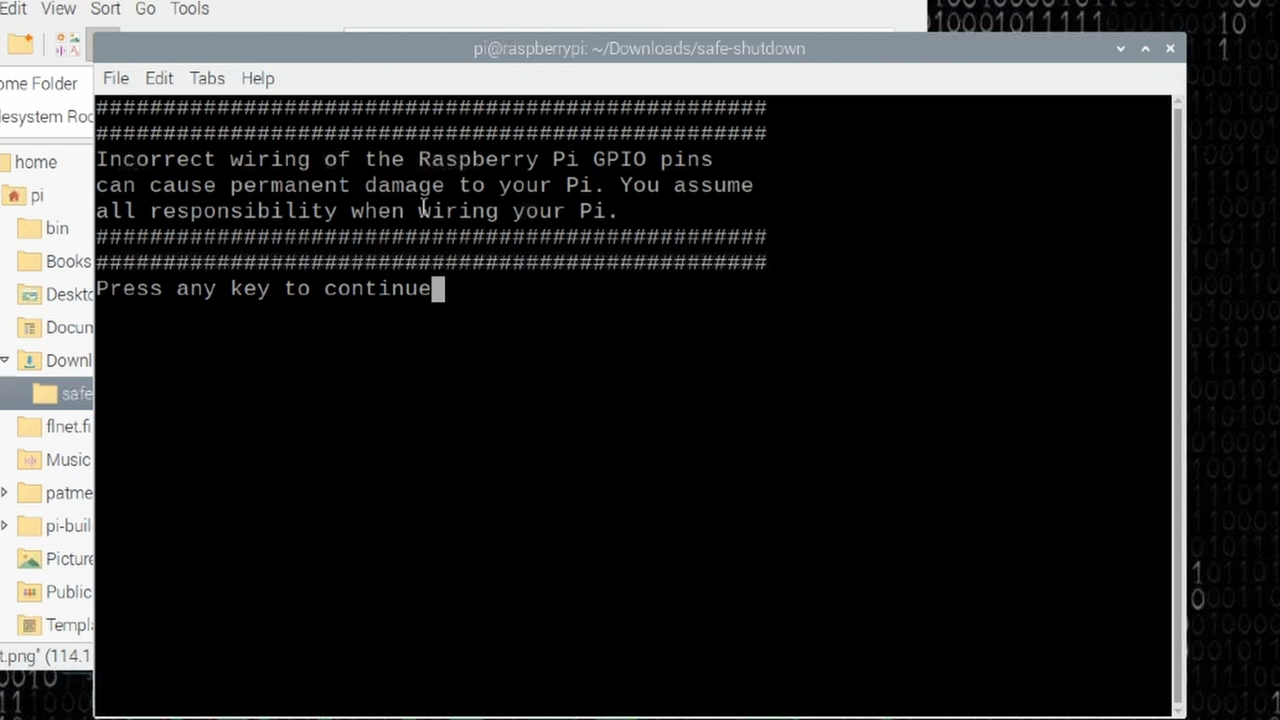 Edit View Sort Go Tools
pi@raspberrypi: ~/Downloads/safe-shutdown
File Edit Tabs Help
ome Folder
lesystem Roo
home
pi
bin
Books
Deskto
Docum
Downl
safe
flnet.fi
Music
patme
pi-buil
Picture
Public
Templ
t.png" (114.1
##################################################
##################################################
Incorrect wiring of the Raspberry Pi GPIO pins
can cause permanent damage to your Pi. You assume
all responsibility when wiring your Pi.
##################################################
##################################################
Press any key to continue